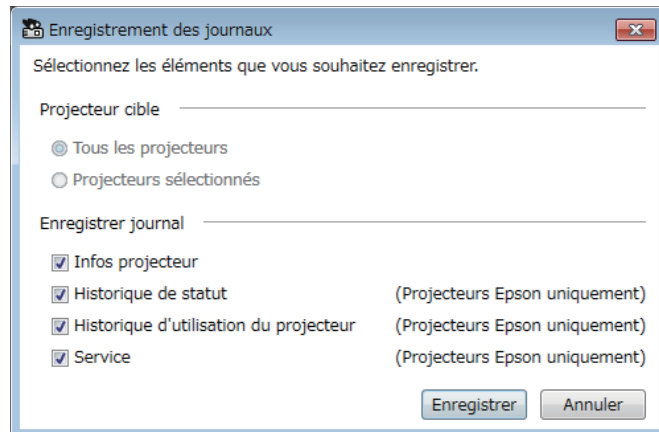 Enregistrement des journaux
Sélectionnez les éléments que vous souhaitez enregistrer.
Projecteur cible
Tous les projecteurs
Projecteurs sélectionnés
Enregistrer journal
Infos projecteur
Historique de statut (Projecteurs Epson uniquement)
Historique d'utilisation du projecteur (Projecteurs Epson uniquement)
Service (Projecteurs Epson uniquement)
Enregistrer Annuler